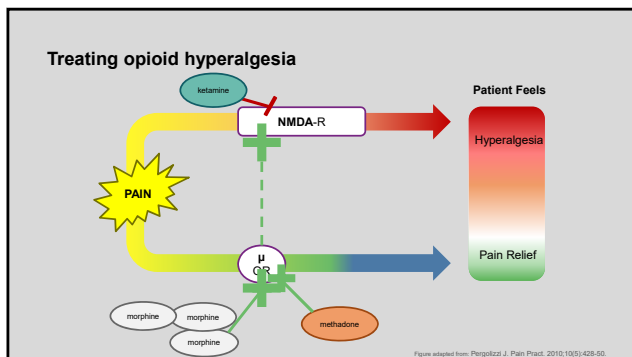 Treating opioid hyperalgesia
ketamine
Patient Feels
NMDA-R
Hyperalgesia
PAIN
µ
OR
Pain Relief
morphine
morphine
morphine
methadone
Figure adapted from: Pergolizzi J. Pain Pract. 2010;10(5):428-50.